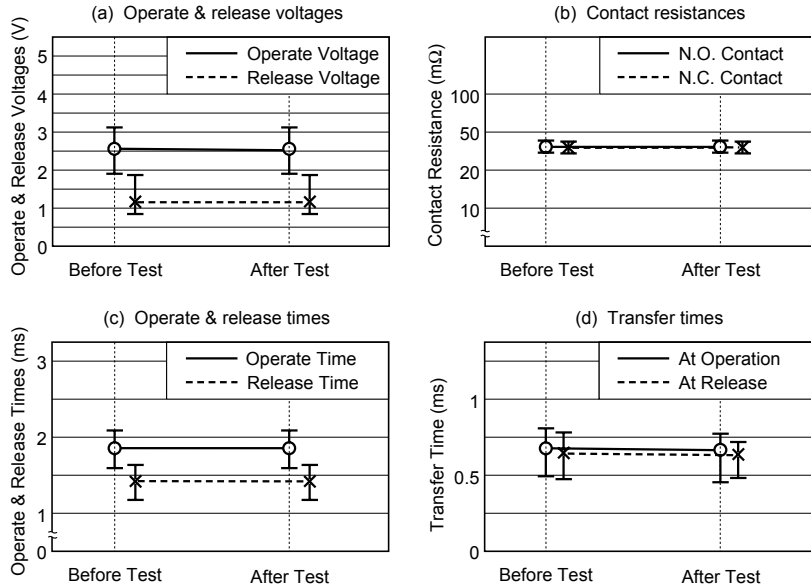 (a) Operate & release voltages
Operate & Release Voltages (V)
5
4
3
2
1
0
Operate Voltage
Release Voltage
Before Test
After Test
(b) Contact resistances
Contact Resistance (mΩ)
100
50
20
10
N.O. Contact
N.C. Contact
Before Test
After Test
(c) Operate & release times
Operate & Release Times (ms)
3
2
1
0
Operate Time
Release Time
Before Test
After Test
(d) Transfer times
Transfer Time (ms)
1
0.5
0
At Operation
At Release
Before Test
After Test